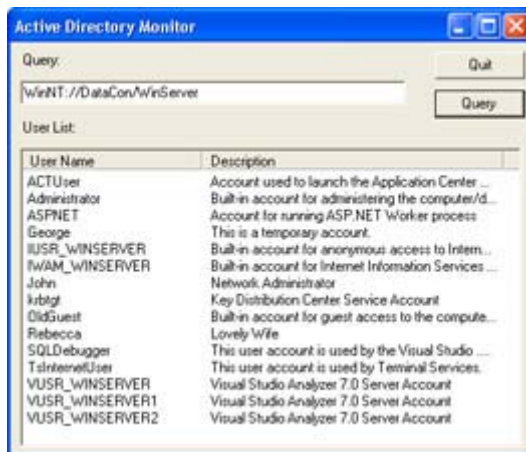 Active Directory Monitor
Query:
Quit
WinNT://DataCon/WinServer
Query
User List:
User Name Description
ACTUser Account used to launch the Application Center ...
Administrator Built-in account for administering the computer/d...
ASPNET Account for running ASP.NET Worker process
George This is a temporary account.
IUSR_WINSERVER Built-in account for anonymous access to Intern...
IWAM_WINSERVER Built-in account for Internet Information Services ...
John Network Administrator
krbtgt Key Distribution Center Service Account
OldGuest Built-in account for guest access to the compute...
Rebecca Lovely Wife
SQLDebugger This user account is used by the Visual Studio ....
TsInternetUser This user account is used by Terminal Services.
VUSR_WINSERVER Visual Studio Analyzer 7.0 Server Account
VUSR_WINSERVER1 Visual Studio Analyzer 7.0 Server Account
VUSR_WINSERVER2 Visual Studio Analyzer 7.0 Server Account